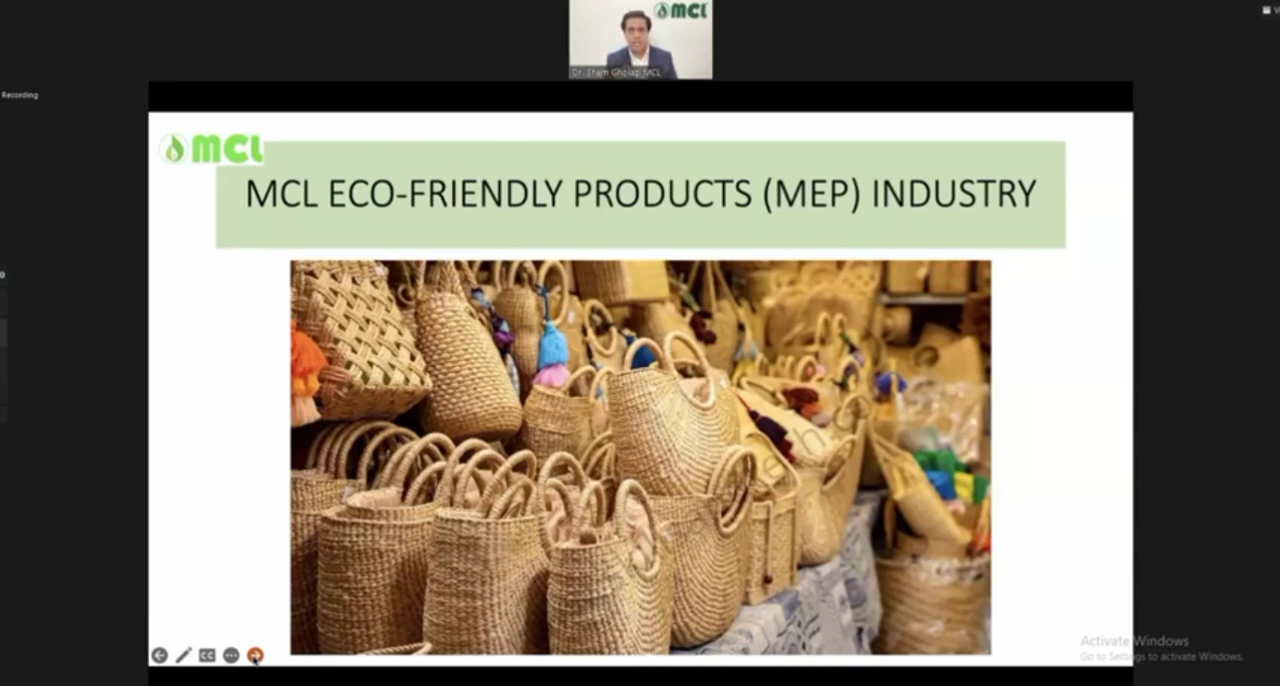 MCL
Dr. Sham Gholap MCL
Recording
MCL
MCL ECO-FRIENDLY PRODUCTS (MEP) INDUSTRY
CC
Activate Windows
Go to Settings to activate Windows.